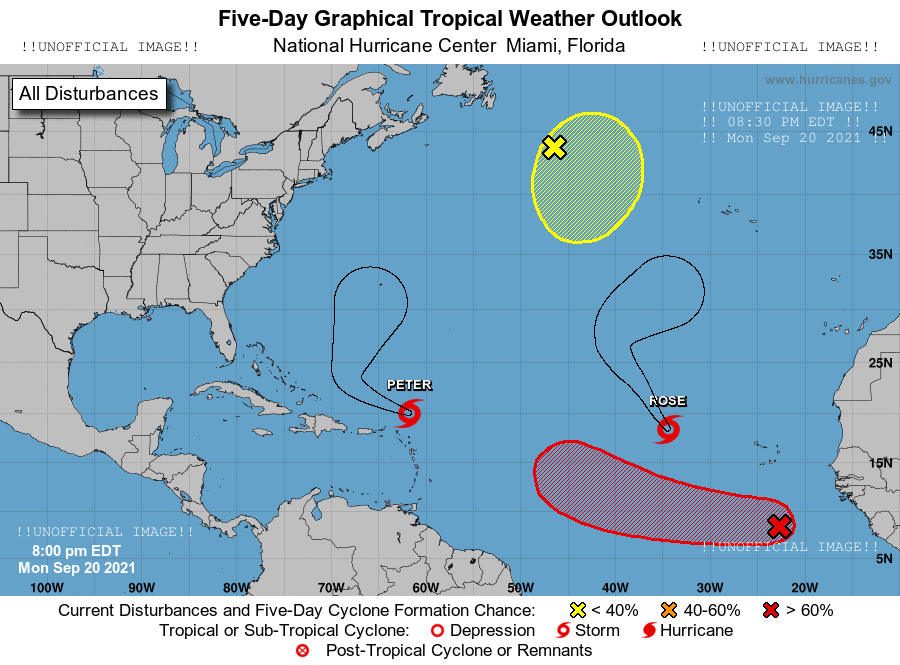 Five-Day Graphical Tropical Weather Outlook
!!UNOFFICIAL IMAGE!!
National Hurricane Center Miami, Florida
!!UNOFFICIAL IMAGE!!
All Disturbances
www.hurricanes.gov
!!UNOFFICIAL IMAGE!!
!! 08:30 PM EDT !!
!! Mon Sep 20 2021 !!
45N
35N
25N
PETER
ROSE
15N
!!UNOFFICIAL IMAGE!!
8:00 pm EDT
Mon Sep 20 2021
!!UNOFFICIAL IMAGE!!
5N
100W 90W 80W 70W 60W 50W 40W 30W 20W
Current Disturbances and Five-Day Cyclone Formation Chance: < 40% 40-60% > 60%
Tropical or Sub-Tropical Cyclone: Depression Storm Hurricane
Post-Tropical Cyclone or Remnants